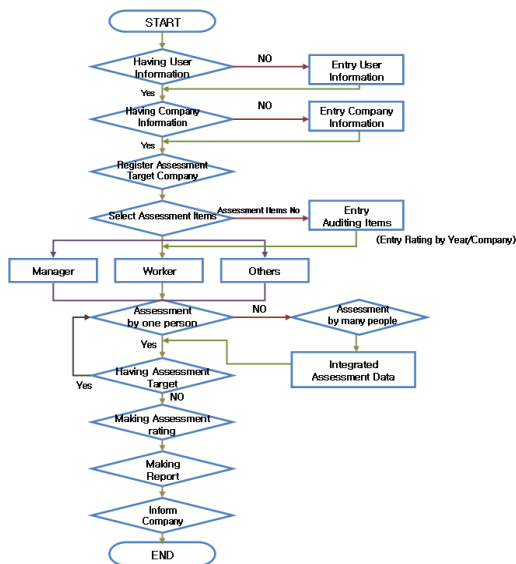 START
Having User
Information
NO
Entry User
Information
Yes
Having Company
Information
NO
Entry Company
Information
Yes
Register Assessment
Target Company
Select Assessment Items
Assessment Items No
Entry
Auditing Items
(Entry Rating by Year/Company)
Manager
Worker
Others
Assessment
by one person
NO
Assessment
by many people
Yes
Integrated
Assessment Data
Having Assessment
Target
Yes
NO
Making Assessment
rating
Making
Report
Inform
Company
END